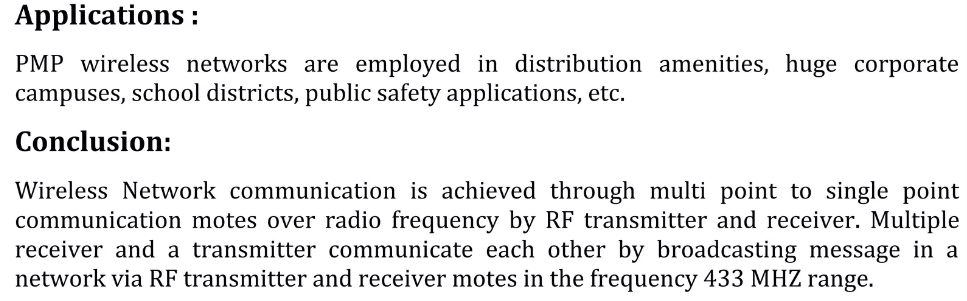 Applications :
PMP wireless networks are employed in distribution amenities, huge corporate
campuses, school districts, public safety applications, etc.
Conclusion:
Wireless Network communication is achieved through multi point to single point
communication motes over radio frequency by RF transmitter and receiver. Multiple
receiver and a transmitter communicate each other by broadcasting message in a
network via RF transmitter and receiver motes in the frequency 433 MHZ range.